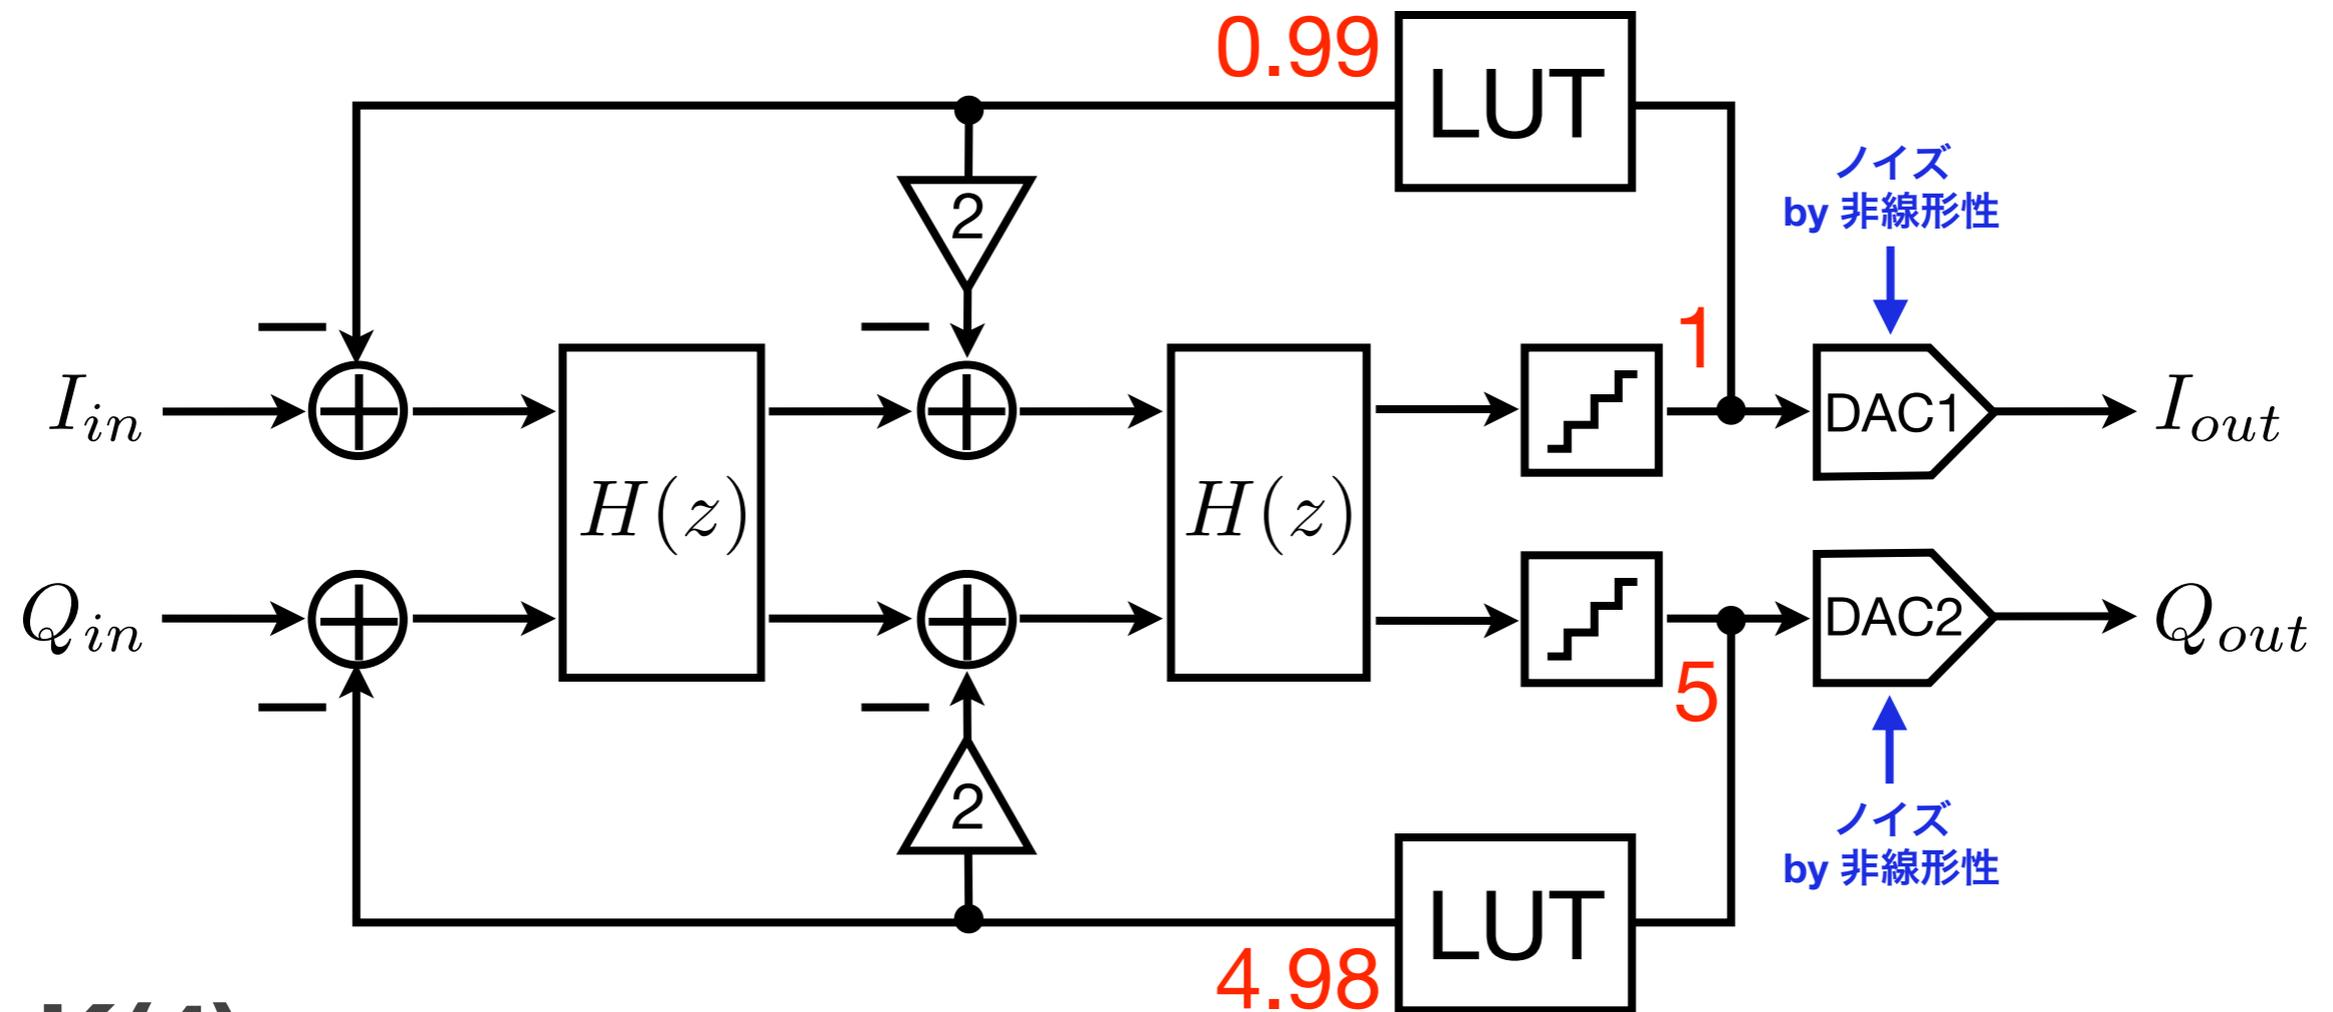 0.99
LUT
ノイズ
by 非線形性
2
1
I_in
H(z)
H(z)
DAC1
I_out
Q_in
DAC2
Q_out
5
2
ノイズ
by 非線形性
LUT
4.98